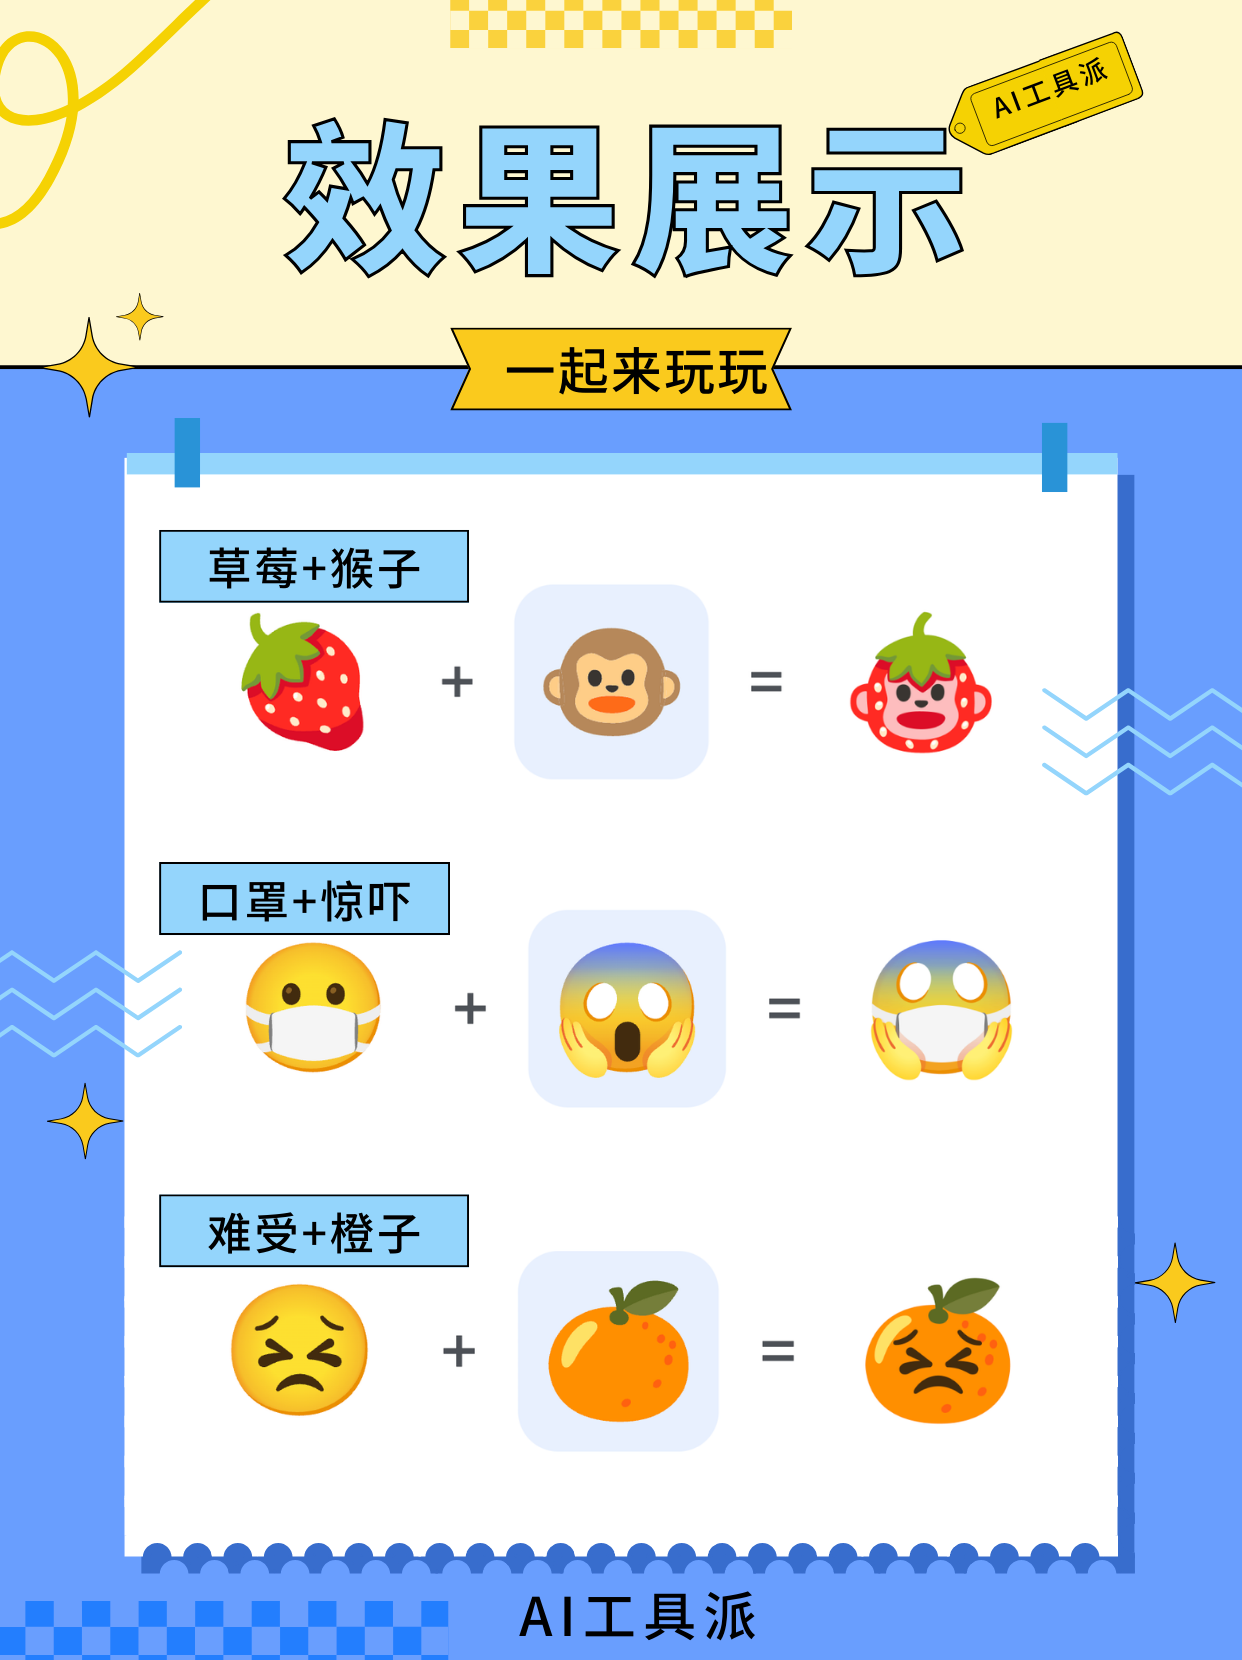 AI工具派
效果展示
一起来玩玩
草莓+猴子
+ =
口罩+惊吓
+ =
难受+橙子
+ =
AI工具派